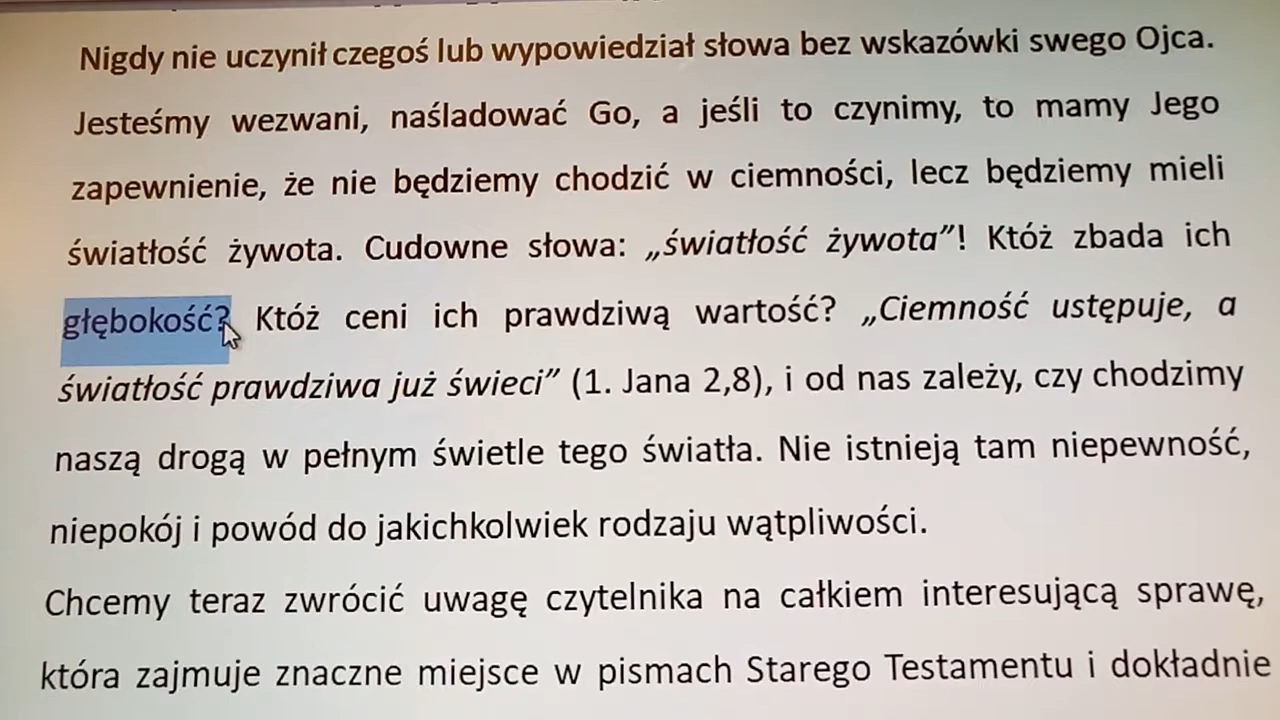 Nigdy nie uczynił czegoś lub wypowiedział słowa bez wskazówki swego Ojca.
Jesteśmy wezwani, naśladować Go, a jeśli to czynimy, to mamy Jego
zapewnienie, że nie będziemy chodzić w ciemności, lecz będziemy mieli
światłość żywota. Cudowne słowa: „światłość żywota”! Któż zbada ich
głębokość? Któż ceni ich prawdziwą wartość? „Ciemność ustępuje, a
światłość prawdziwa już świeci” (1. Jana 2,8), i od nas zależy, czy chodzimy
naszą drogą w pełnym świetle tego światła. Nie istnieją tam niepewność,
niepokój i powód do jakichkolwiek rodzaju wątpliwości.
Chcemy teraz zwrócić uwagę czytelnika na całkiem interesującą sprawę,
która zajmuje znaczne miejsce w pismach Starego Testamentu i dokładnie